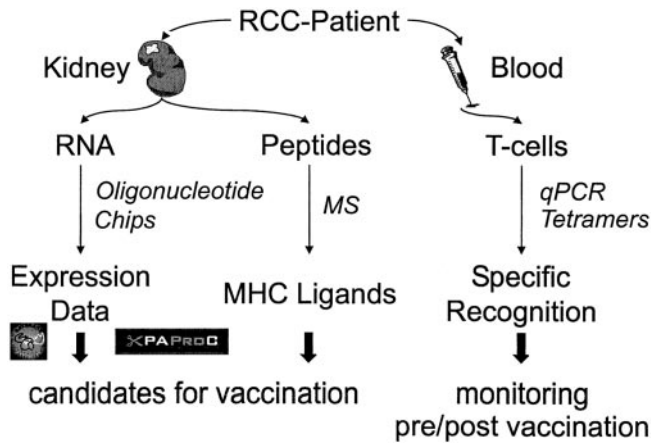 RCC-Patient
Kidney
Blood
RNA
Peptides
T-cells
Oligonucleotide
Chips
MS
qPCR
Tetramers
Expression
Data
MHC Ligands
Specific
Recognition
PAPROC
candidates for vaccination
monitoring
pre/post vaccination